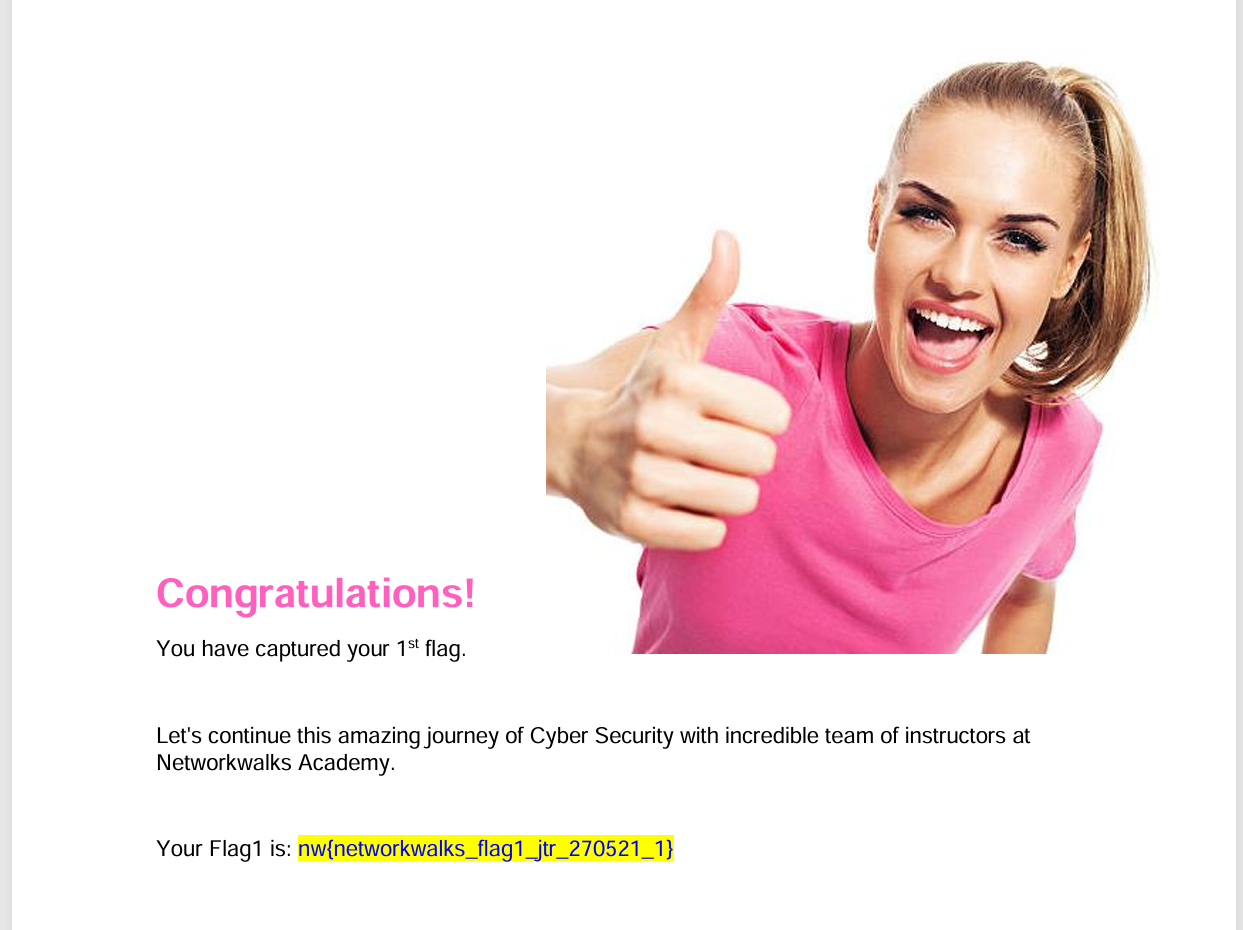 Congratulations!
You have captured your 1st flag.
Let's continue this amazing journey of Cyber Security with incredible team of instructors at
Networkwalks Academy.
Your Flag1 is: nw{networkwalks_flag1_jtr_270521_1}